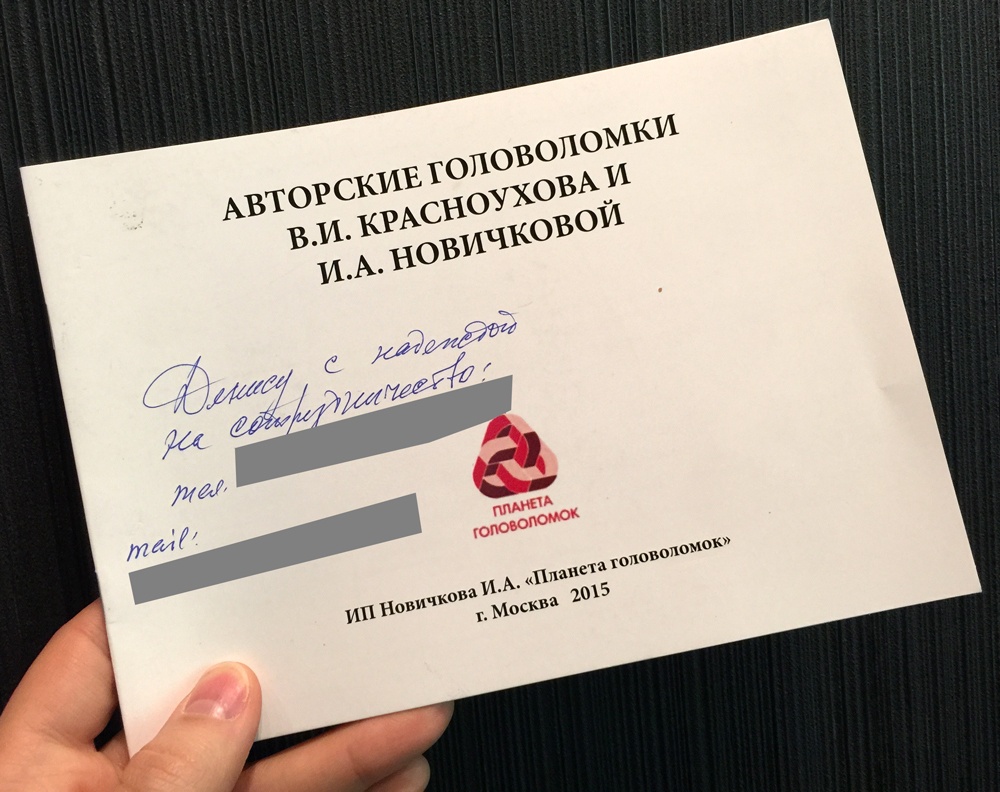 АВТОРСКИЕ ГОЛОВОЛОМКИ
В.И. КРАСНОУХОВА И
И.А. НОВИЧКОВОЙ
Денису с надеждой
на сотрудничество!
тел.
mail:
ПЛАНЕТА
ГОЛОВОЛОМОК
ИП Новичкова И.А. «Планета головоломок»
г. Москва 2015